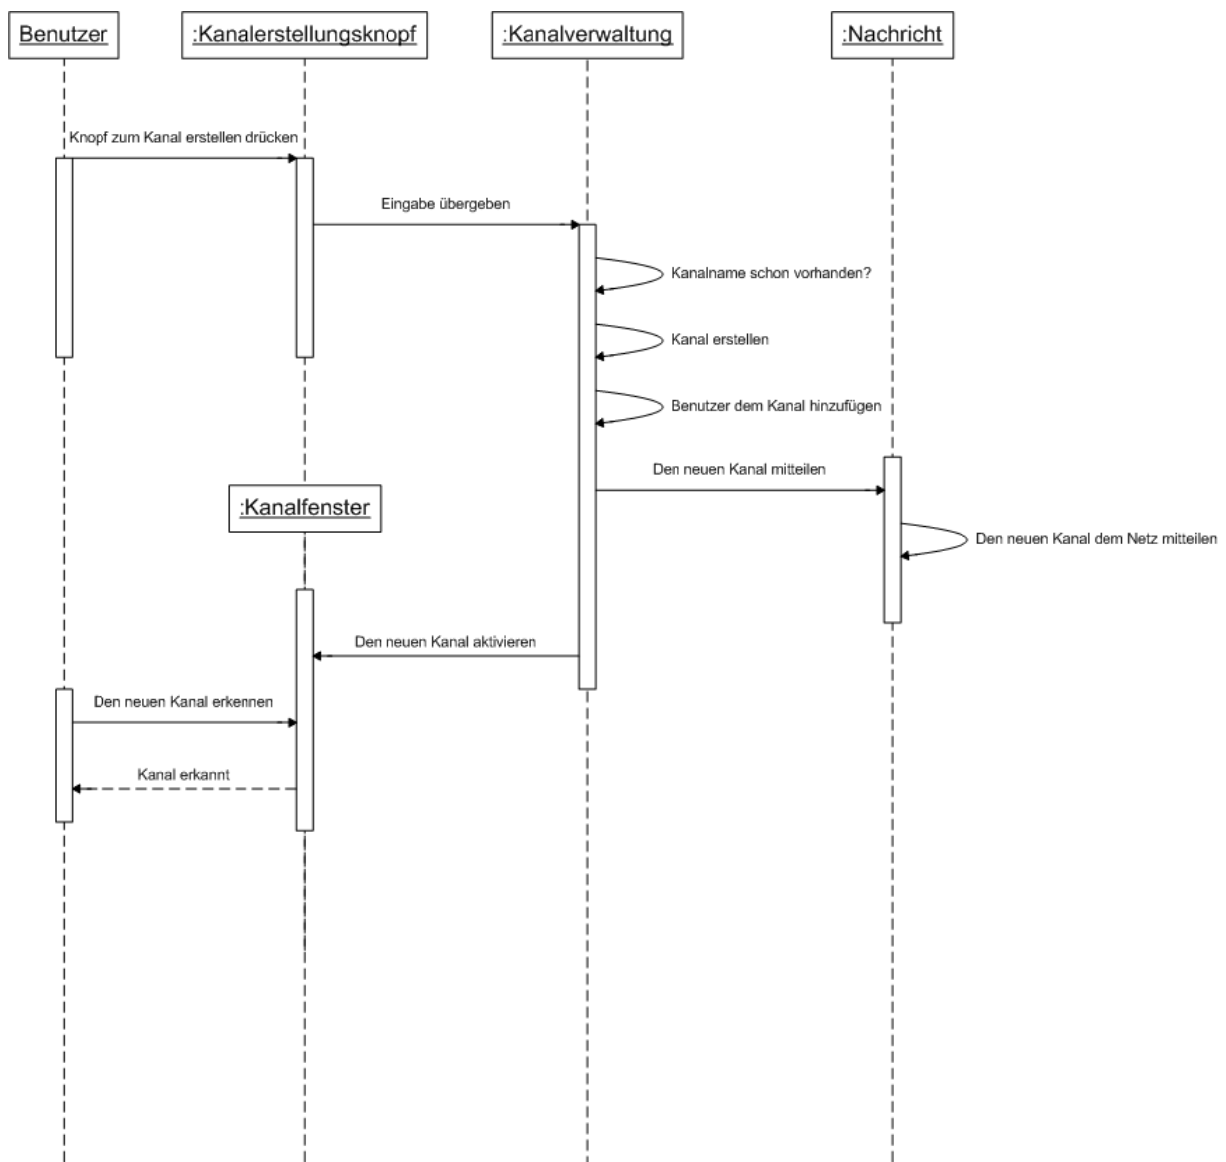 Benutzer
:Kanalerstellungsknopf
:Kanalverwaltung
:Nachricht
Knopf zum Kanal erstellen drücken
Eingabe übergeben
Kanalname schon vorhanden?
Kanal erstellen
Benutzer dem Kanal hinzufügen
Den neuen Kanal mitteilen
:Kanalfenster
Den neuen Kanal dem Netz mitteilen
Den neuen Kanal aktivieren
Den neuen Kanal erkennen
Kanal erkannt